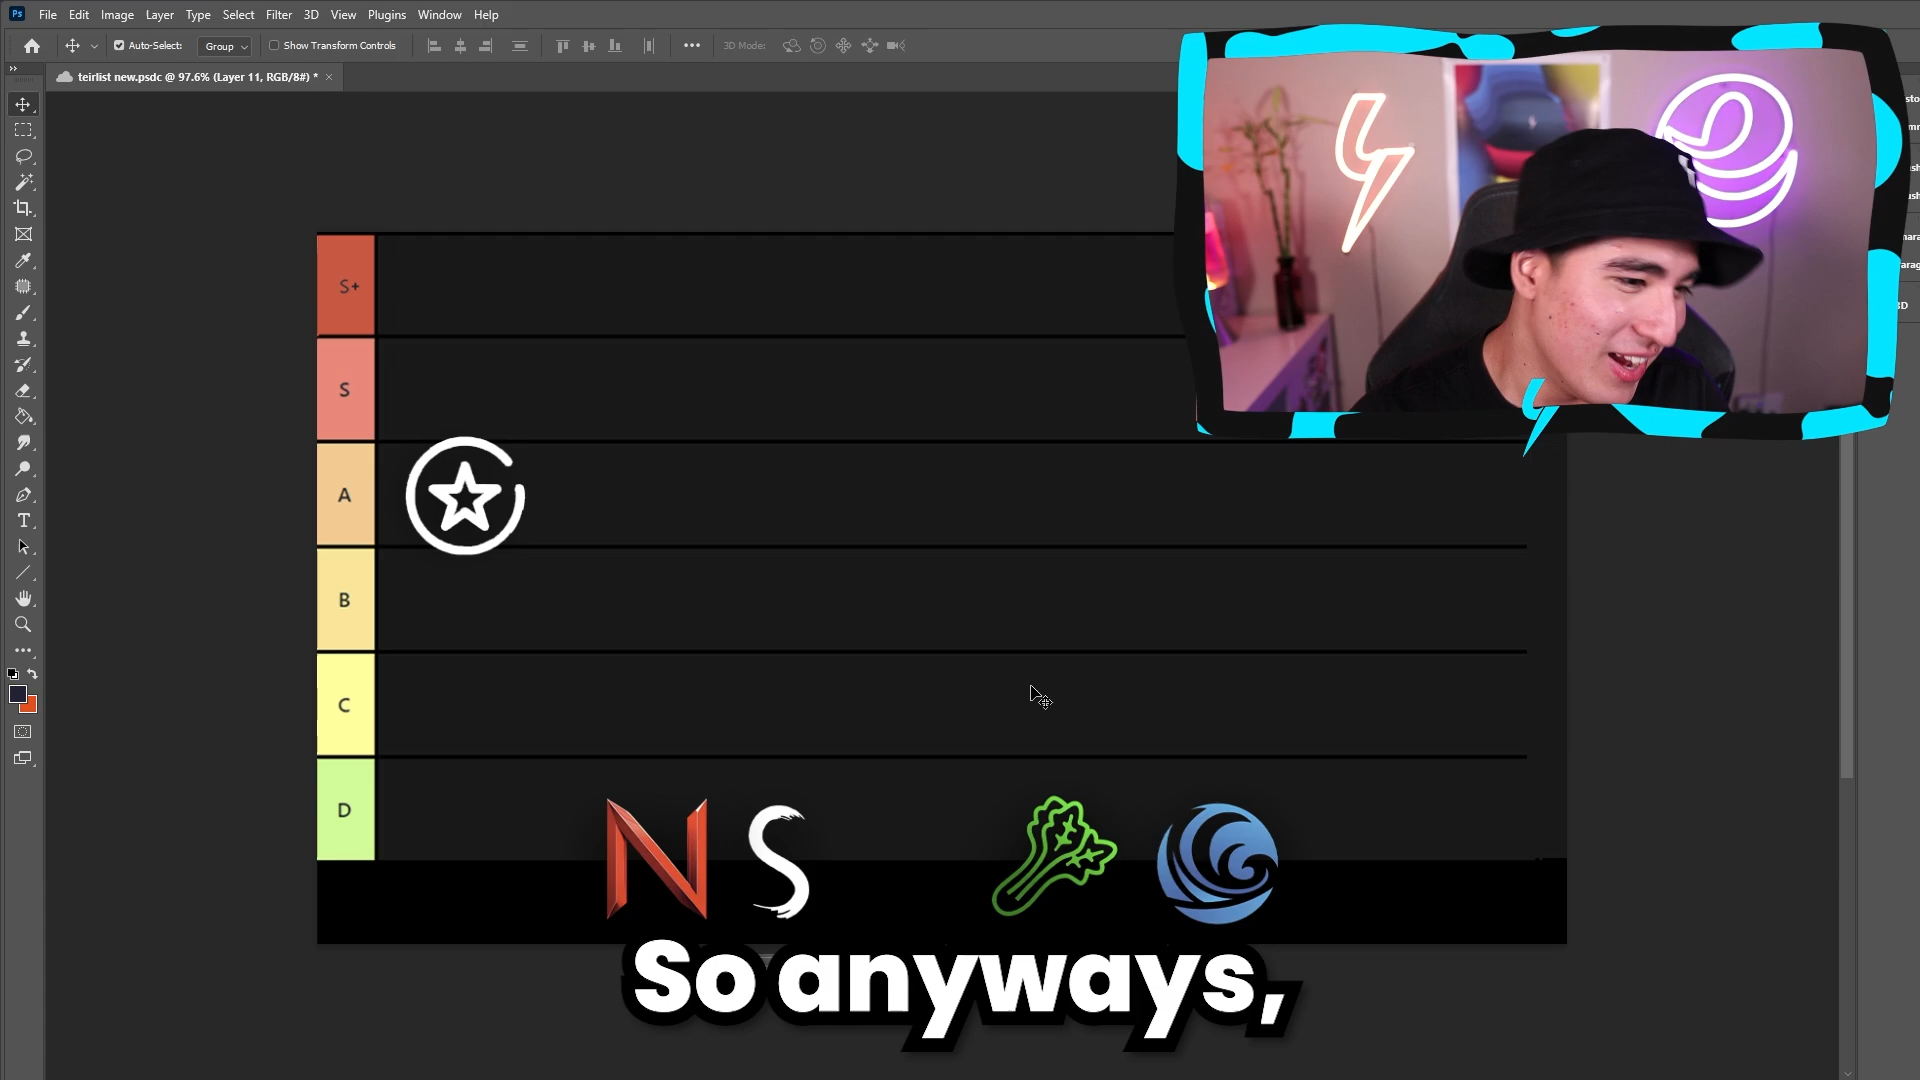 Ps File Edit Image Layer Type Select Filter 3D View Plugins Window Help
Auto-Select: Group Show Transform Controls 3D Mode:
teirlist new.psdc @ 97.6% (Layer 11, RGB/8#) *
S+
S
A
B
C
D
N S
So anyways,